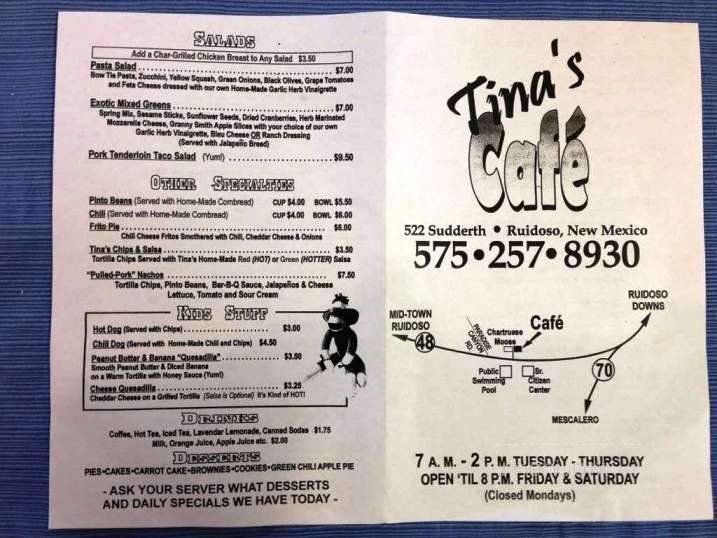 SALADS
Add a Char-Grilled Chicken Breast to Any Salad $3.50
Pasta Salad ........ $7.00
Bow Tie Pasta, Zucchini, Yellow Squash, Green Onions, Black Olives, Grape Tomatoes
and Feta Cheese dressed with our own Home-Made Garlic Herb Vinaigrette
Exotic Mixed Greens ........ $7.00
Spring Mix, Sesame Sticks, Sunflower Seeds, Dried Cranberries, Herb Marinated
Mozzarella Cheese, Granny Smith Apple Slices with your choice of our own
Garlic Herb Vinaigrette, Bleu Cheese OR Ranch Dressing
(Served with Jalapeño Bread)
Pork Tenderloin Taco Salad (Yum!) ........ $9.50
OTHER SPECIALTIES
Pinto Beans (Served with Home-Made Cornbread) CUP $4.00 BOWL $5.50
Chili (Served with Home-Made Cornbread) CUP $4.00 BOWL $6.00
Frito Pie ........ $6.00
Chili Cheese Fritos Smothered with Chili, Cheddar Cheese & Onions
Tina's Chips & Salsa ........ $3.50
Tortilla Chips Served with Tina's Home-Made Red (HOT) or Green (HOTTER) Salsa
"Pulled-Pork" Nachos ........ $7.50
Tortilla Chips, Pinto Beans, Bar-B-Q Sauce, Jalapeños & Cheese
Lettuce, Tomato and Sour Cream
KIDS STUFF
Hot Dog (Served with Chips) ........ $3.00
Chili Dog (Served with Home-Made Chili and Chips) $4.50
Peanut Butter & Banana "Quesadilla" ........ $3.50
Smooth Peanut Butter & Diced Banana
on a Warm Tortilla with Honey Sauce (Yum!)
Cheese Quesadilla ........ $3.25
Cheddar Cheese on a Grilled Tortilla (Salsa is Optional) It's Kind of HOT!
DRINKS
Coffee, Hot Tea, Iced Tea, Lavendar Lemonade, Canned Sodas $1.75
Milk, Orange Juice, Apple Juice etc. $2.00
DESSERTS
PIES•CAKES•CARROT CAKE•BROWNIES•COOKIES•GREEN CHILI APPLE PIE
- ASK YOUR SERVER WHAT DESSERTS
AND DAILY SPECIALS WE HAVE TODAY -
Tina's
Café
522 Sudderth • Ruidoso, New Mexico
575•257•8930
RUIDOSO
DOWNS
MID-TOWN
RUIDOSO
48
PARADISE
CANYON
RD.
Chartruese
Moose
Café
70
Public
Swimming
Pool
Sr.
Citizen
Center
MESCALERO
7 A. M. - 2 P. M. TUESDAY - THURSDAY
OPEN 'TIL 8 P.M. FRIDAY & SATURDAY
(Closed Mondays)